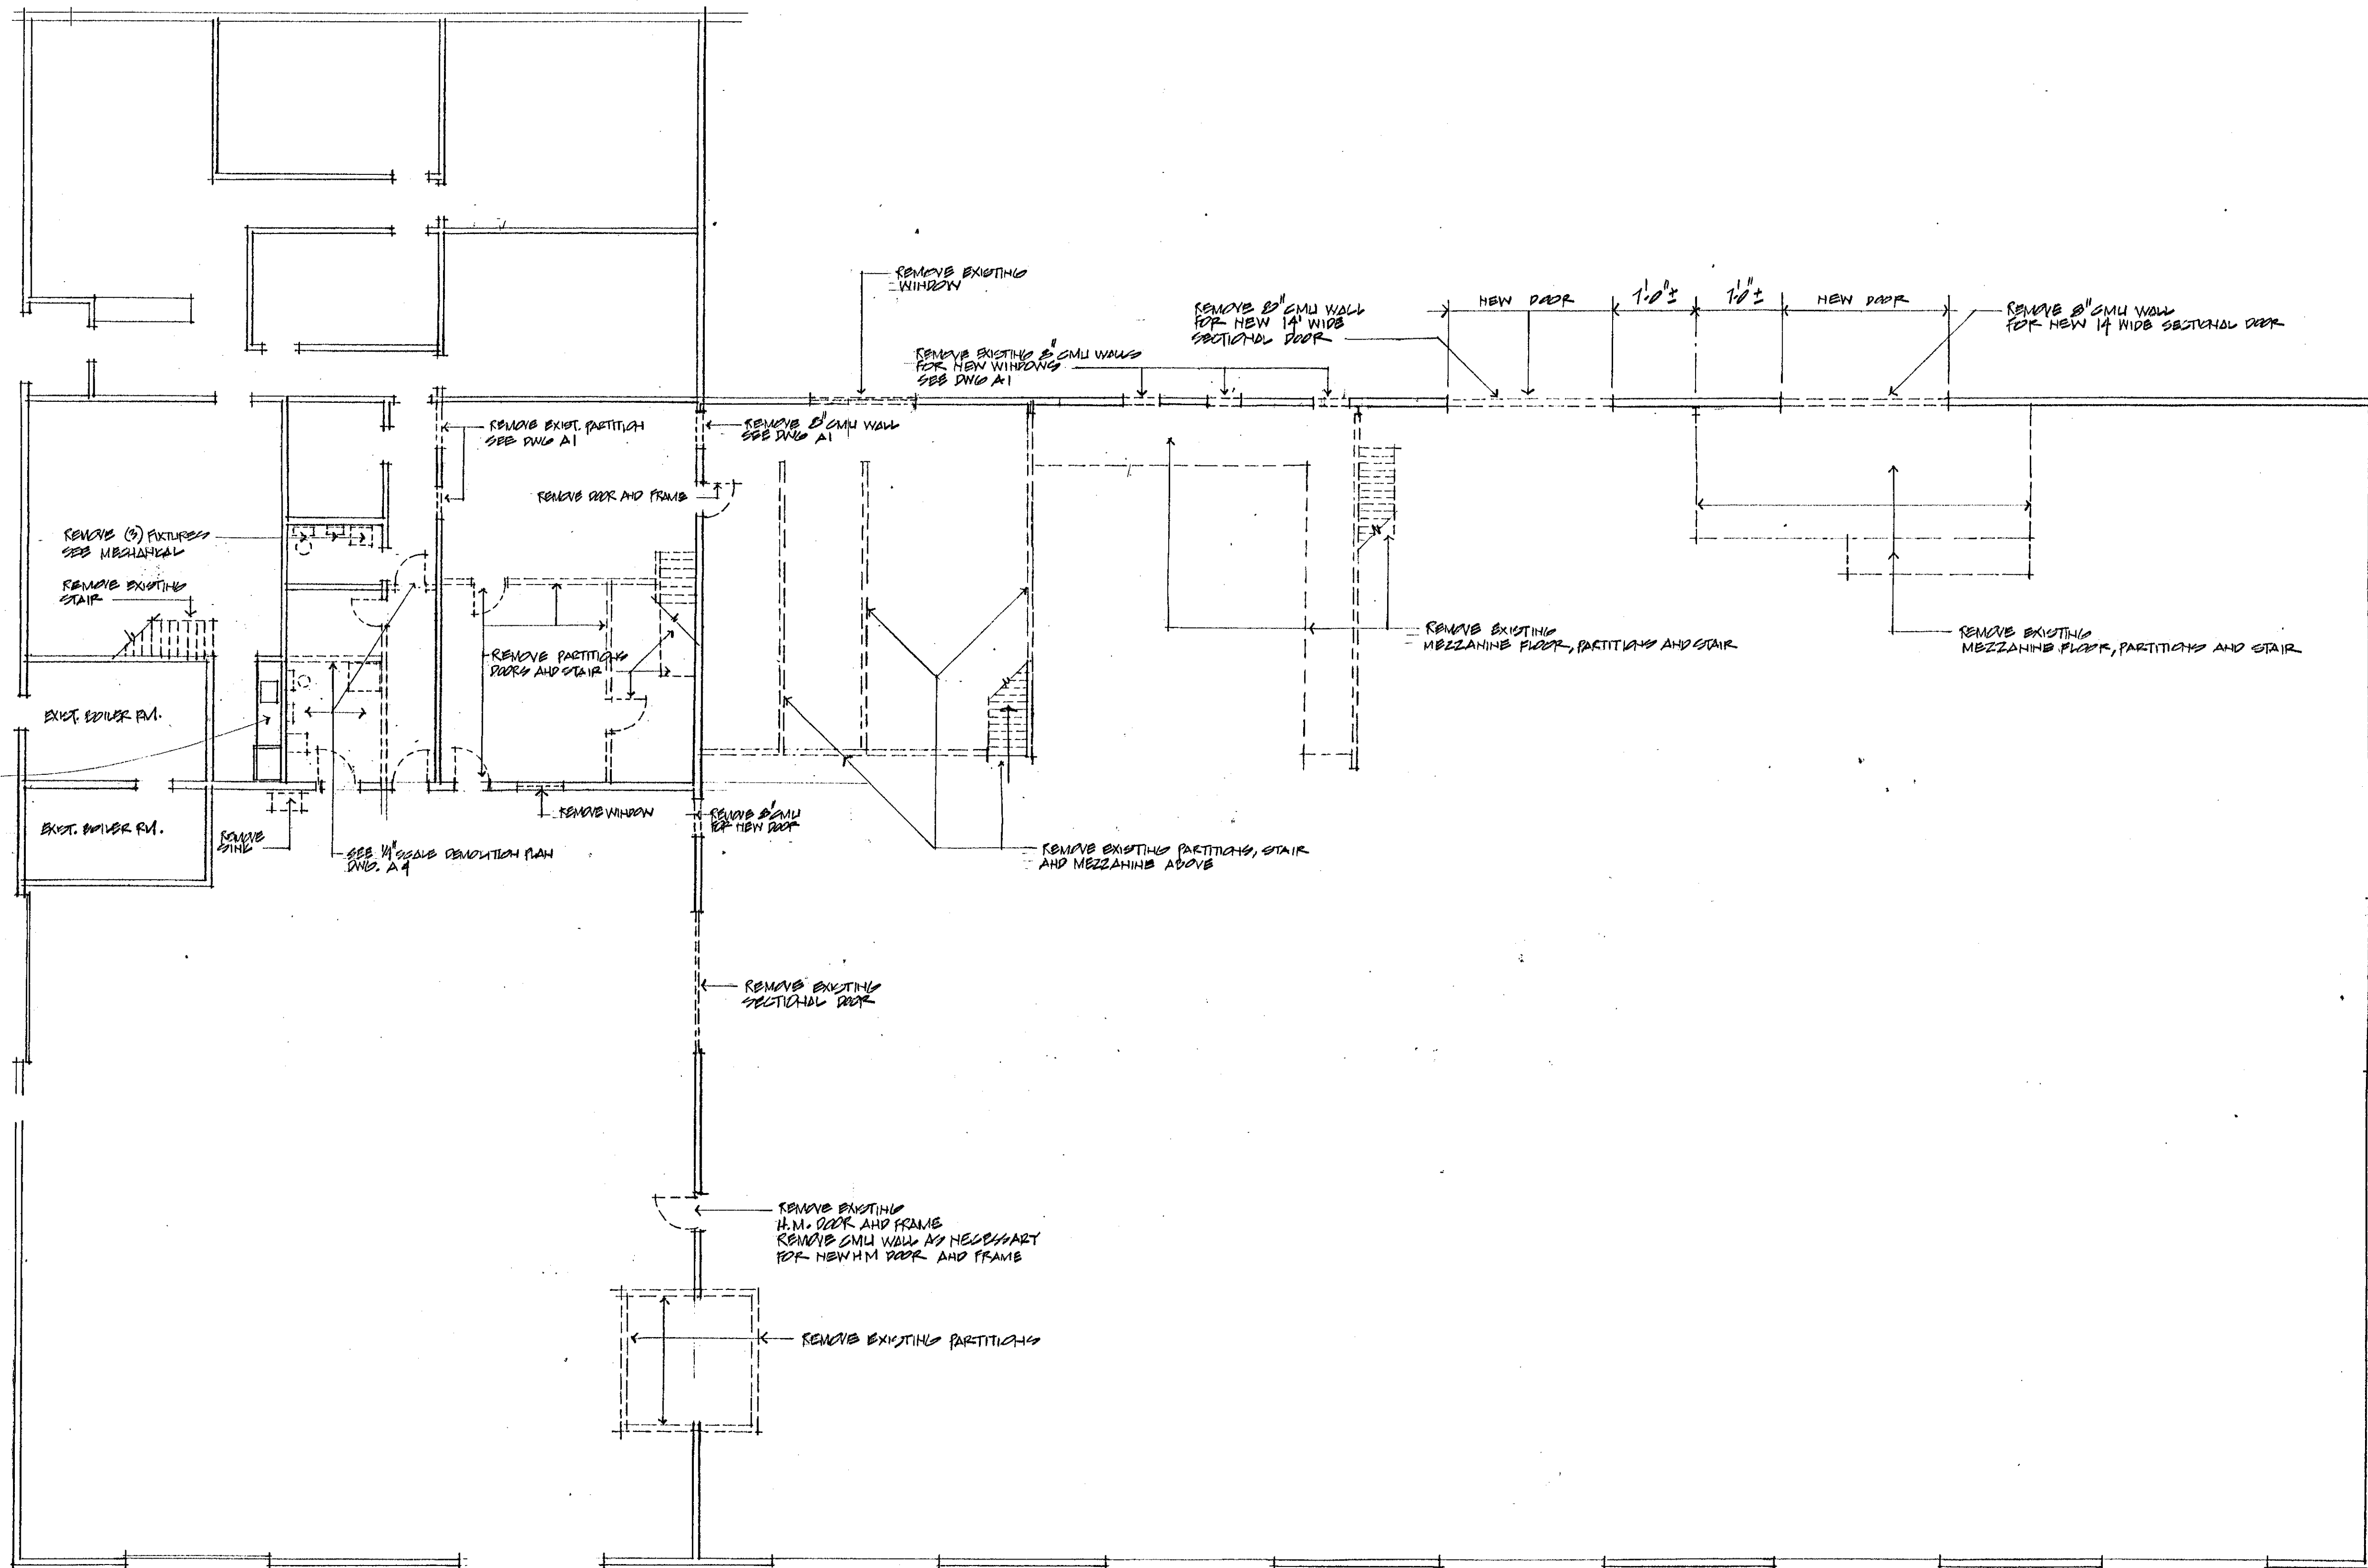 REMOVE EXISTING
WINDOW
REMOVE 8" CMU WALL
FOR NEW 14' WIDE
SECTIONAL DOOR
NEW DOOR
7'-0"±
7'-0"±
NEW DOOR
REMOVE 8" CMU WALL
FOR NEW 14 WIDE SECTIONAL DOOR
REMOVE EXISTING 8" CMU WALLS
FOR NEW WINDOWS
SEE DWG A1
REMOVE EXIST. PARTITION
SEE DWG A1
REMOVE 8" CMU WALL
SEE DWG A1
REMOVE DOOR AND FRAME
REMOVE (3) FIXTURES
SEE MECHANICAL
REMOVE EXISTING
STAIR
REMOVE PARTITIONS
DOORS AND STAIR
REMOVE EXISTING
MEZZANINE FLOOR, PARTITIONS AND STAIR
REMOVE EXISTING
MEZZANINE FLOOR, PARTITIONS AND STAIR
EXIST. BOILER RM.
EXIST. BOILER RM.
REMOVE
SINK
SEE 1/4" SCALE DEMOLITION PLAN
DWG. A4
REMOVE WINDOW
REMOVE 8" CMU
FOR NEW DOOR
REMOVE EXISTING PARTITIONS, STAIR
AND MEZZANINE ABOVE
REMOVE EXISTING
SECTIONAL DOOR
REMOVE EXISTING
H.M. DOOR AND FRAME
REMOVE CMU WALL AS NECESSARY
FOR NEW HM DOOR AND FRAME
REMOVE EXISTING PARTITIONS